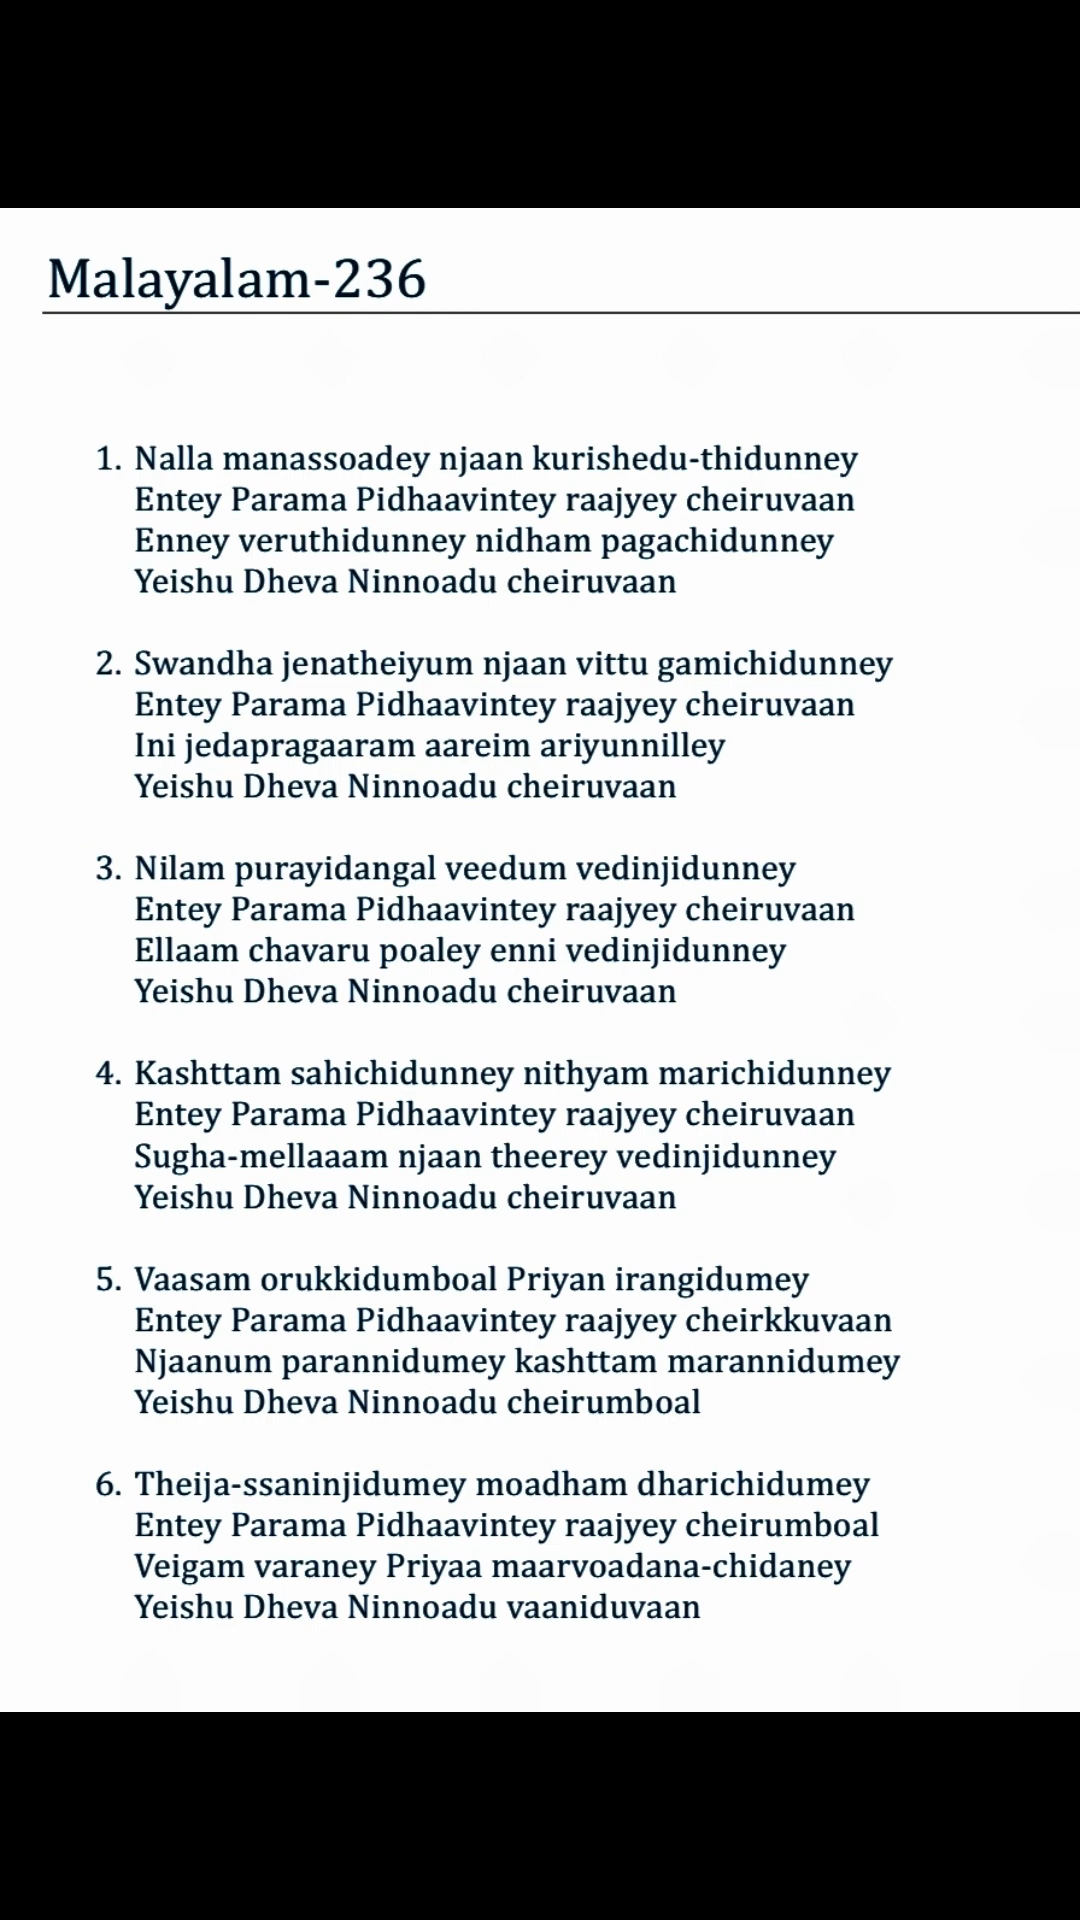 Malayalam-236
1. Nalla manassoadey njaan kurishedu-thidunney
Entey Parama Pidhaavintey raajyey cheiruvaan
Enney veruthidunney nidham pagachidunney
Yeishu Dheva Ninnoadu cheiruvaan
2. Swandha jenatheiyum njaan vittu gamichidunney
Entey Parama Pidhaavintey raajyey cheiruvaan
Ini jedapragaaram aareim ariyunnilley
Yeishu Dheva Ninnoadu cheiruvaan
3. Nilam purayidangal veedum vedinjidunney
Entey Parama Pidhaavintey raajyey cheiruvaan
Ellaam chavaru poaley enni vedinjidunney
Yeishu Dheva Ninnoadu cheiruvaan
4. Kashttam sahichidunney nithyam marichidunney
Entey Parama Pidhaavintey raajyey cheiruvaan
Sugha-mellaaam njaan theerey vedinjidunney
Yeishu Dheva Ninnoadu cheiruvaan
5. Vaasam orukkidumboal Priyan irangidumey
Entey Parama Pidhaavintey raajyey cheirkkuvaan
Njaanum parannidumey kashttam marannidumey
Yeishu Dheva Ninnoadu cheirumboal
6. Theija-ssaninjidumey moadham dharichidumey
Entey Parama Pidhaavintey raajyey cheirumboal
Veigam varaney Priyaa maarvoadana-chidaney
Yeishu Dheva Ninnoadu vaaniduvaan